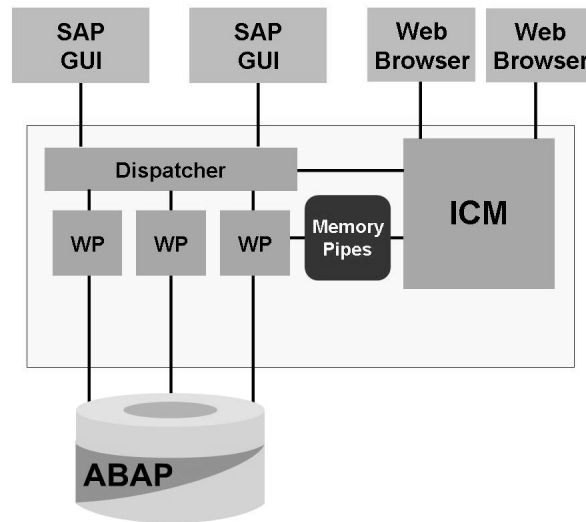 SAP
GUI
SAP
GUI
Web
Browser
Web
Browser
Dispatcher
ICM
WP
WP
WP
Memory
Pipes
ABAP